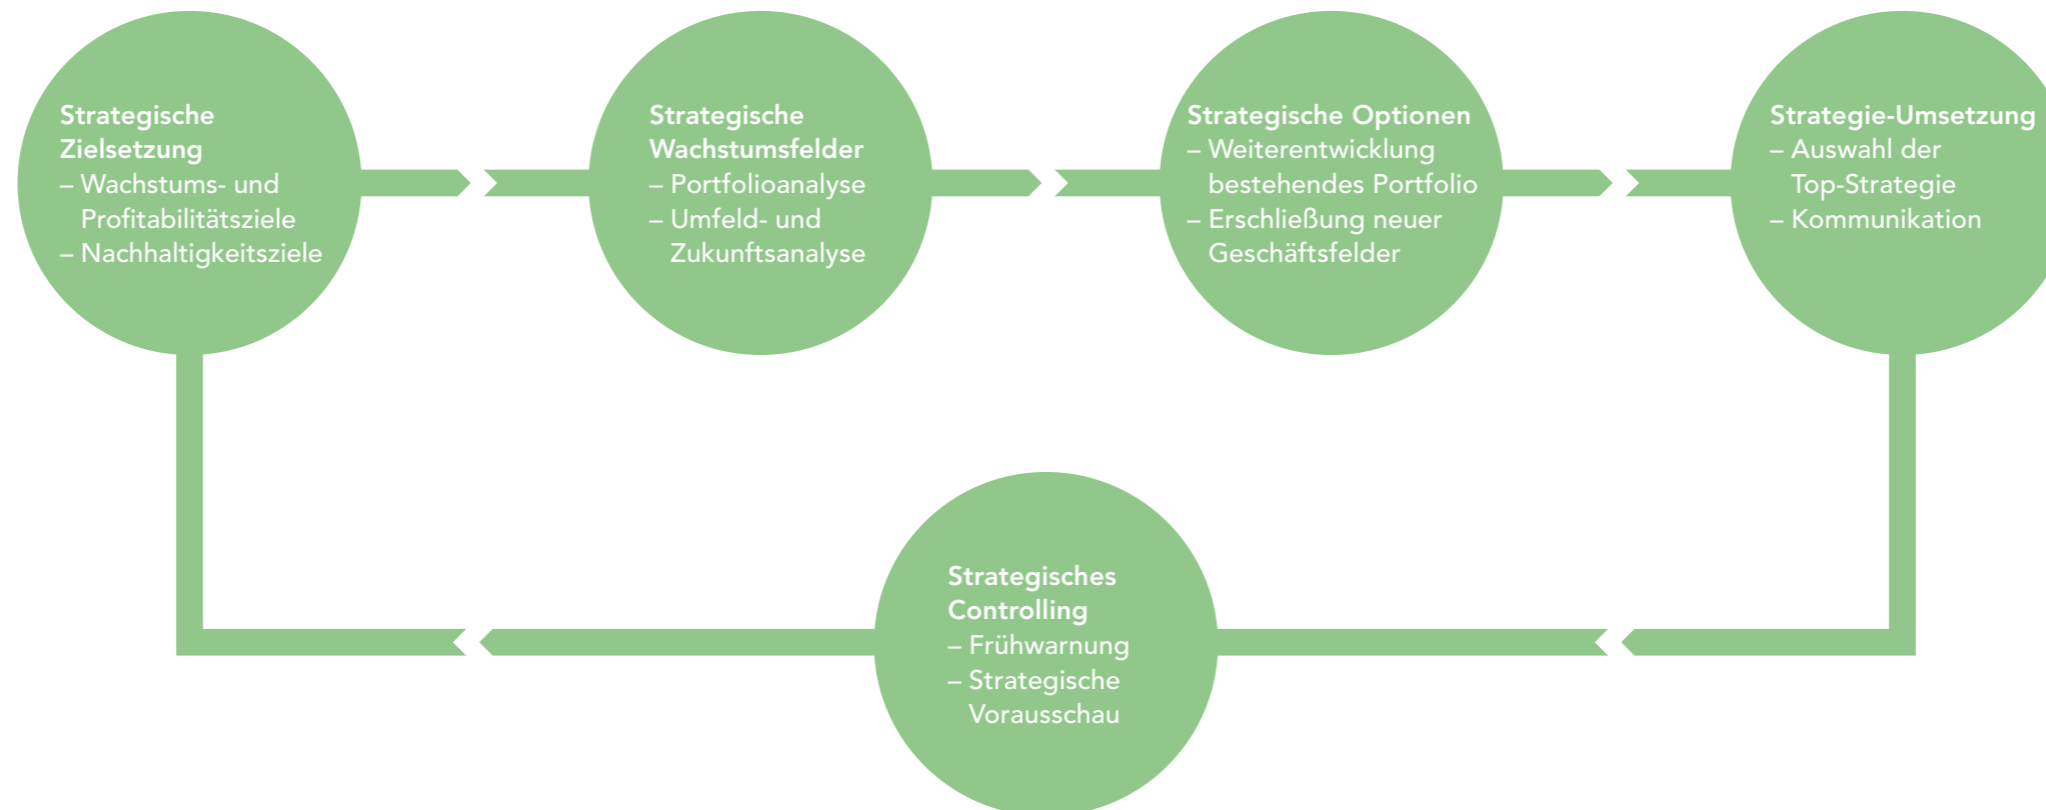 Strategische
Zielsetzung
– Wachstums- und
Profitabilitätsziele
– Nachhaltigkeitsziele
Strategische
Wachstumsfelder
– Portfolioanalyse
– Umfeld- und
Zukunftsanalyse
Strategische Optionen
– Weiterentwicklung
bestehendes Portfolio
– Erschließung neuer
Geschäftsfelder
Strategie-Umsetzung
– Auswahl der
Top-Strategie
– Kommunikation
Strategisches
Controlling
– Frühwarnung
– Strategische
Vorausschau